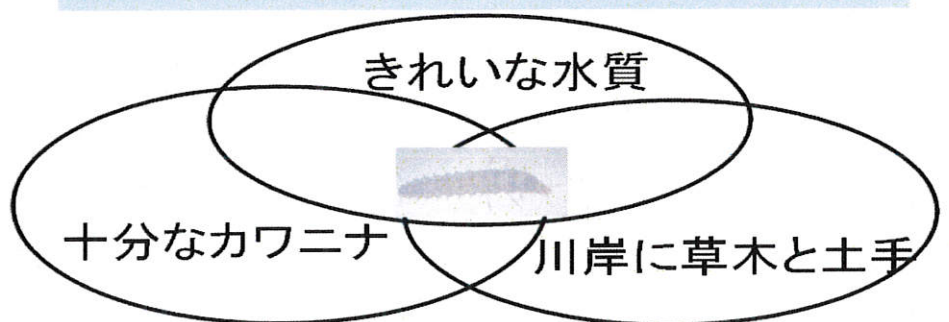 きれいな水質
十分なカワニナ
川岸に草木と土手